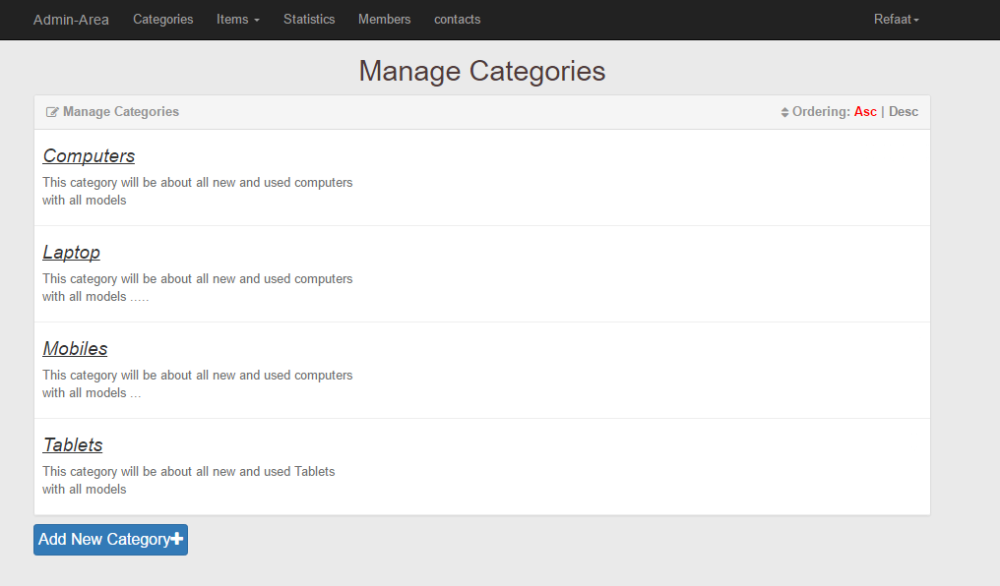 Admin-Area Categories Items Statistics Members contacts Refaat
Manage Categories
Manage Categories Ordering: Asc | Desc
Computers
This category will be about all new and used computers
with all models
Laptop
This category will be about all new and used computers
with all models .....
Mobiles
This category will be about all new and used computers
with all models ...
Tablets
This category will be about all new and used Tablets
with all models
Add New Category